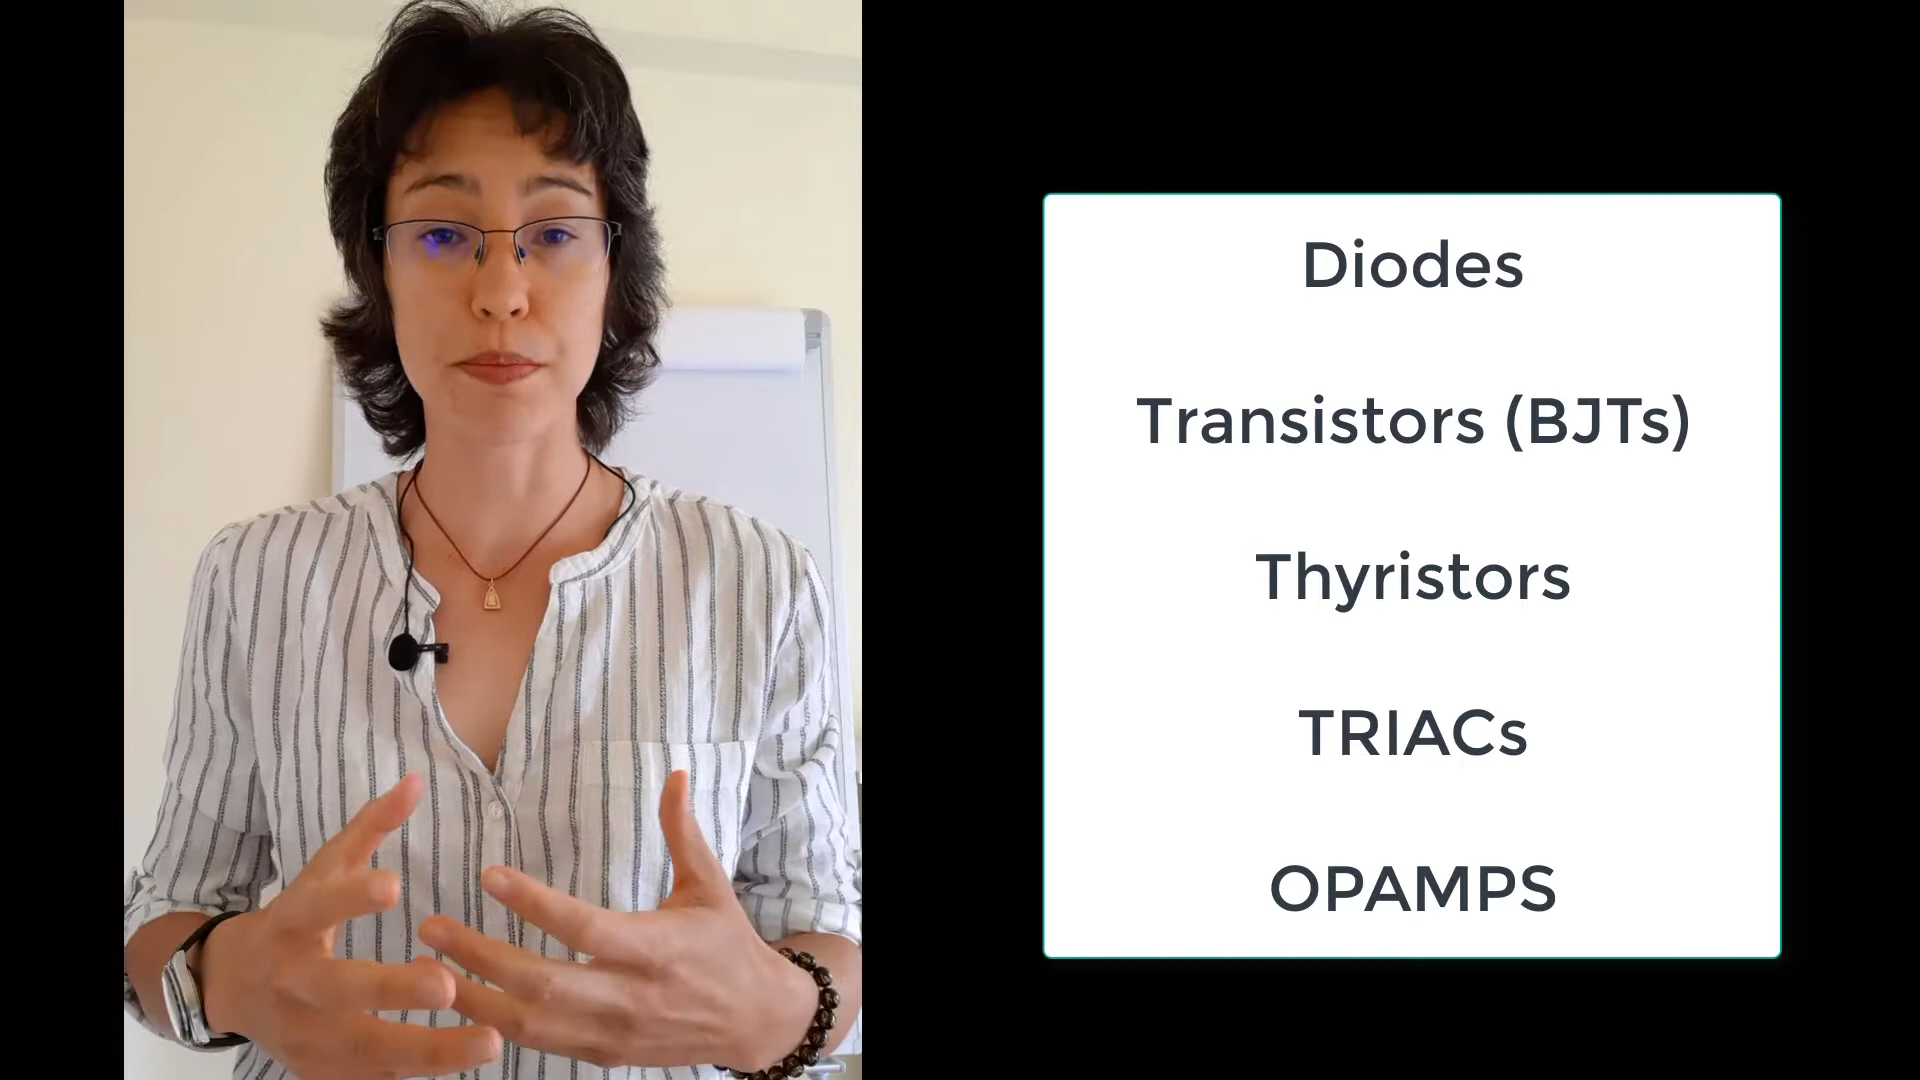 Diodes
Transistors (BJTs)
Thyristors
TRIACs
OPAMPS